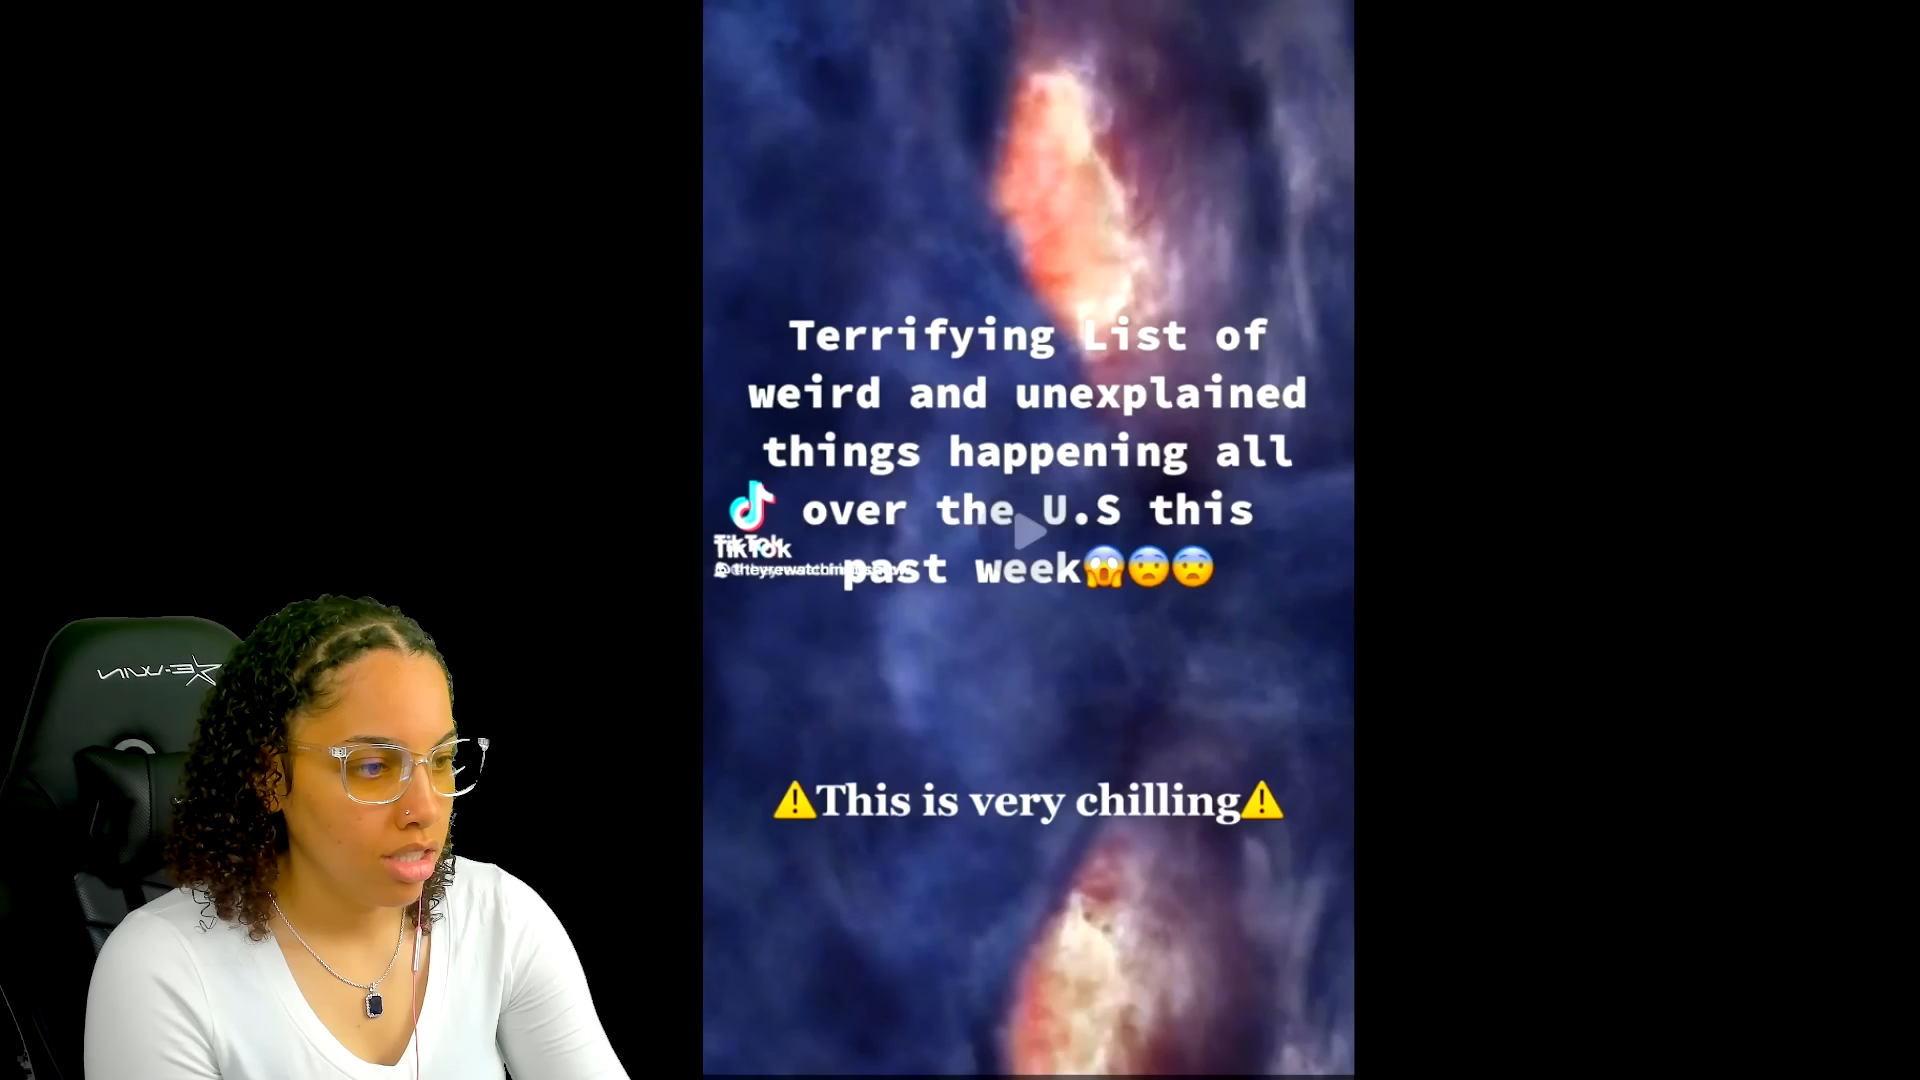 Terrifying List of
weird and unexplained
things happening all
over the U.S this
past week😱😨😨
TikTok
⚠️This is very chilling⚠️